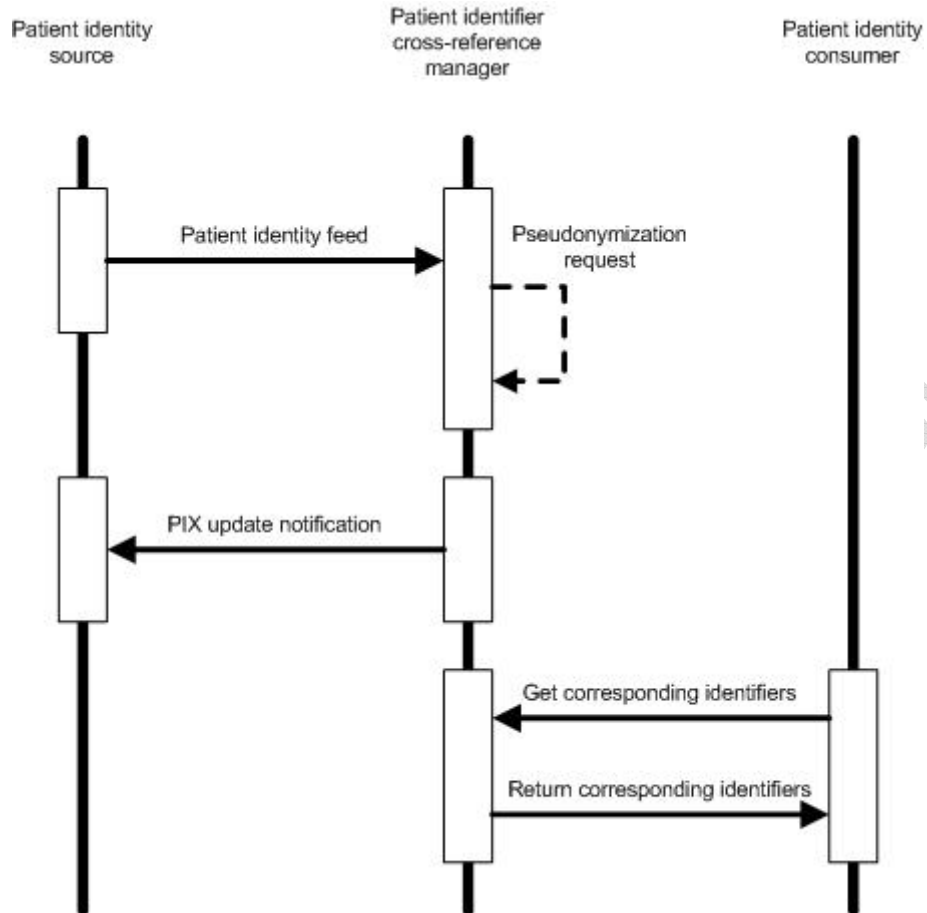 Patient identity
source
Patient identifier
cross-reference
manager
Patient identity
consumer
Patient identity feed
Pseudonymization
request
PIX update notification
Get corresponding identifiers
Return corresponding identifiers